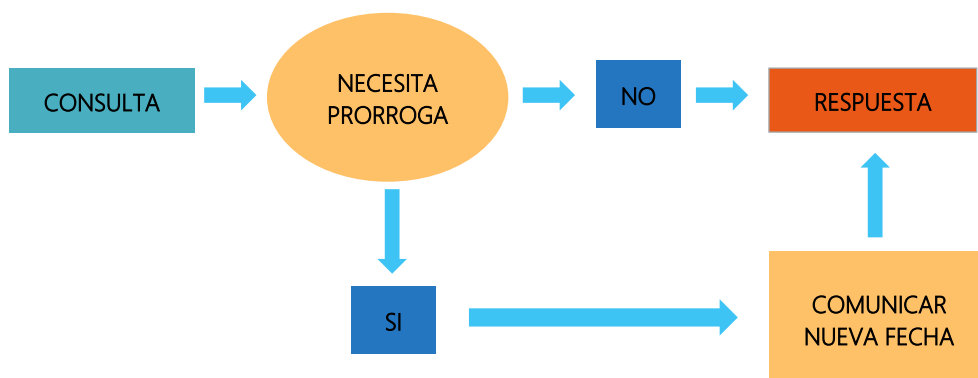 CONSULTA
NECESITA
PRORROGA
NO
RESPUESTA
SI
COMUNICAR
NUEVA FECHA